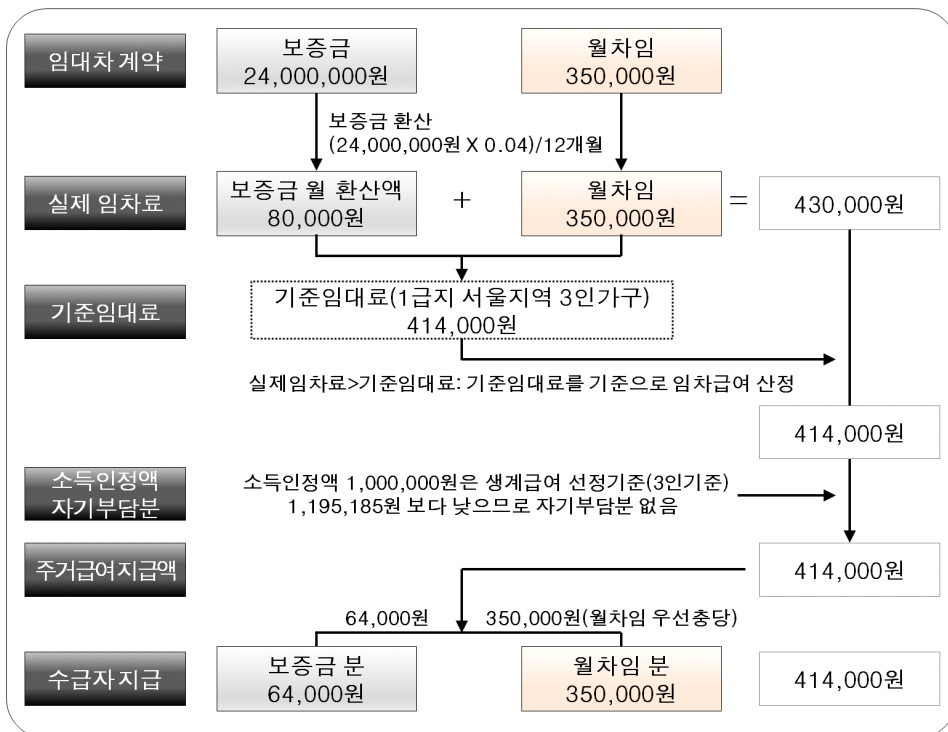 임대차 계약
보증금
24,000,000원
월차임
350,000원
보증금 환산
(24,000,000원 X 0.04)/12개월
실제 임차료
보증금 월 환산액
80,000원
+
월차임
350,000원
=
430,000원
기준임대료
기준임대료(1급지 서울지역 3인가구)
414,000원
실제임차료>기준임대료: 기준임대료를 기준으로 임차급여 산정
414,000원
소득인정액
자기부담분
소득인정액 1,000,000원은 생계급여 선정기준(3인기준)
1,195,185원 보다 낮으므로 자기부담분 없음
주거급여지급액
414,000원
64,000원
350,000원(월차임 우선충당)
수급자 지급
보증금 분
64,000원
월차임 분
350,000원
414,000원